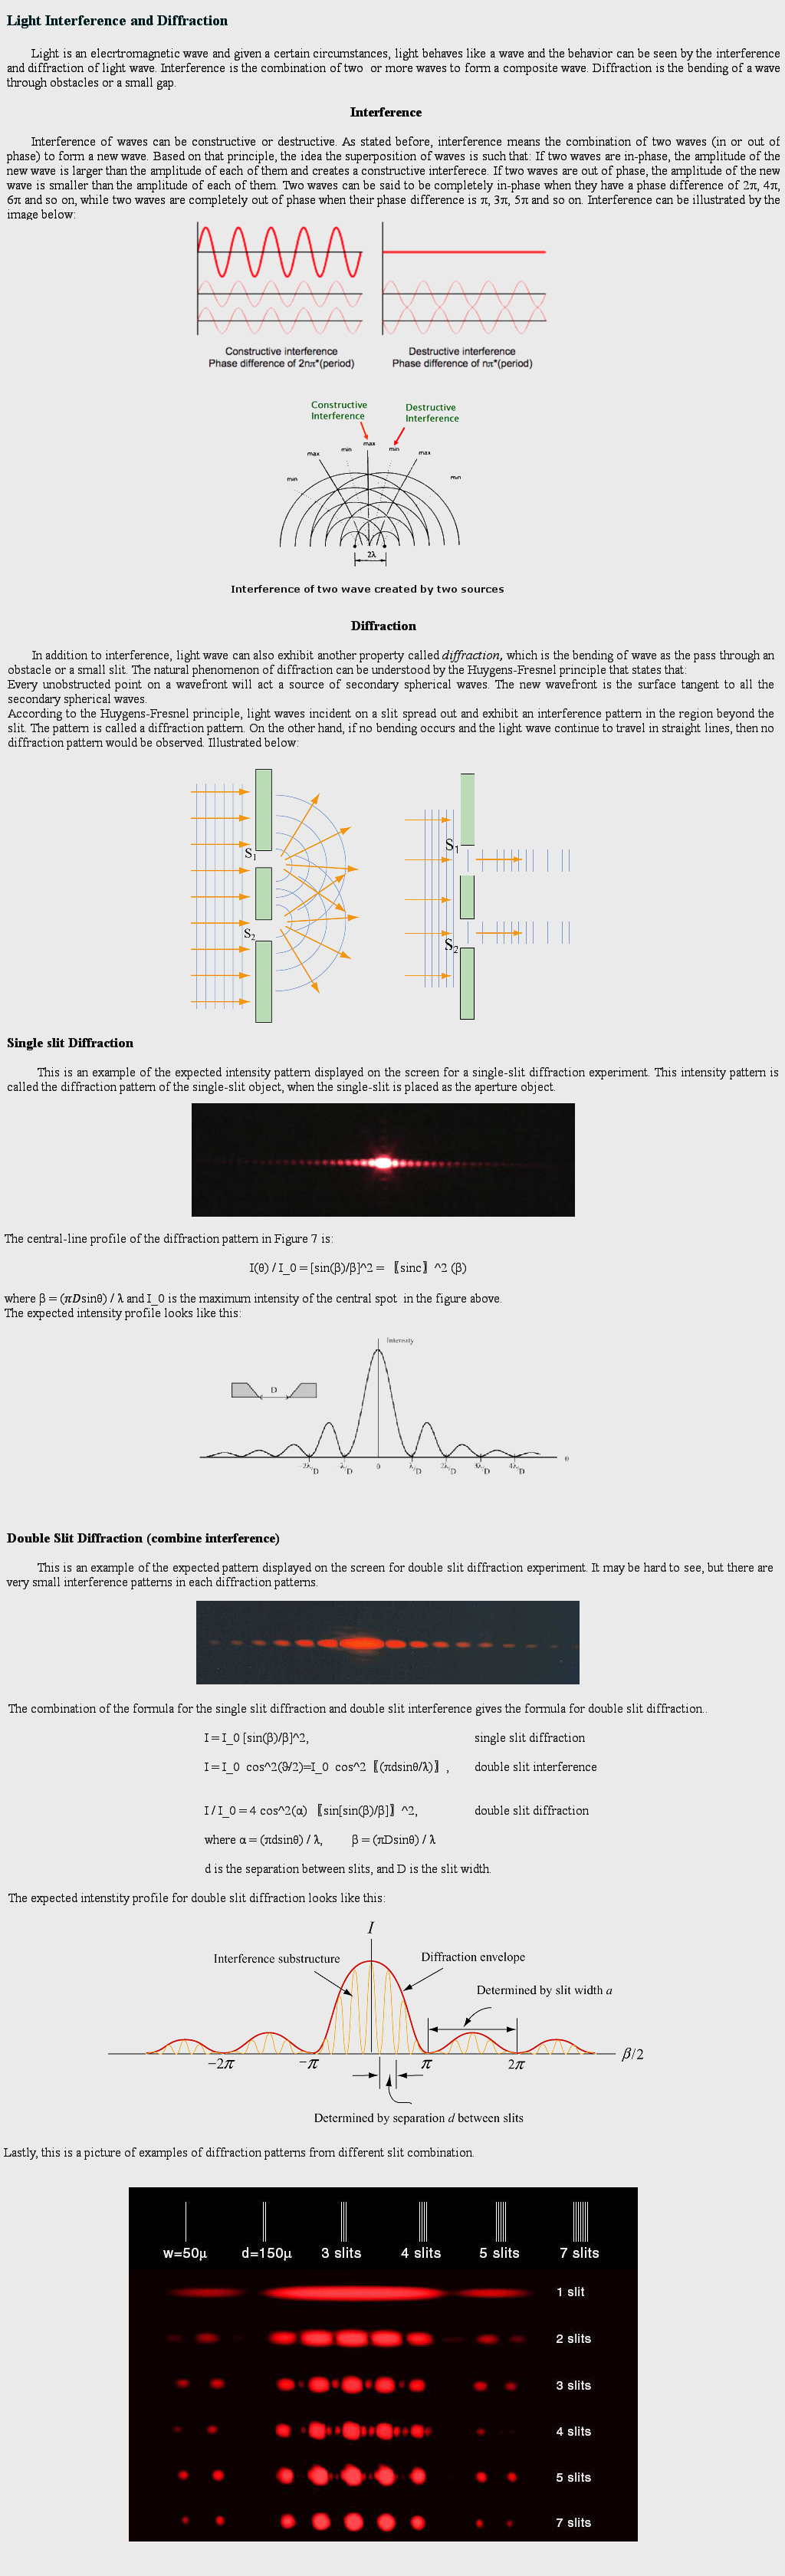 Light Interference and Diffraction
Light is an elecrtromagnetic wave and given a certain circumstances, light behaves like a wave and the behavior can be seen by the interference
and diffraction of light wave. Interference is the combination of two or more waves to form a composite wave. Diffraction is the bending of a wave
through obstacles or a small gap.
Interference
Interference of waves can be constructive or destructive. As stated before, interference means the combination of two waves (in or out of
phase) to form a new wave. Based on that principle, the idea the superposition of waves is such that: If two waves are in-phase, the amplitude of the
new wave is larger than the amplitude of each of them and creates a constructive interferece. If two waves are out of phase, the amplitude of the new
wave is smaller than the amplitude of each of them. Two waves can be said to be completely in-phase when they have a phase difference of 2π, 4π,
6π and so on, while two waves are completely out of phase when their phase difference is π, 3π, 5π and so on. Interference can be illustrated by the
image below:
Constructive interference
Phase difference of 2nπ*(period)
Destructive interference
Phase difference of nπ*(period)
Constructive
Interference
Destructive
Interference
max
min
min
max
max
min
min
2λ
Interference of two wave created by two sources
Diffraction
In addition to interference, light wave can also exhibit another property called diffraction, which is the bending of wave as the pass through an
obstacle or a small slit. The natural phenomenon of diffraction can be understood by the Huygens-Fresnel principle that states that:
Every unobstructed point on a wavefront will act a source of secondary spherical waves. The new wavefront is the surface tangent to all the
secondary spherical waves.
According to the Huygens-Fresnel principle, light waves incident on a slit spread out and exhibit an interference pattern in the region beyond the
slit. The pattern is called a diffraction pattern. On the other hand, if no bending occurs and the light wave continue to travel in straight lines, then no
diffraction pattern would be observed. Illustrated below:
S1
S2
S1
S2
Single slit Diffraction
This is an example of the expected intensity pattern displayed on the screen for a single-slit diffraction experiment. This intensity pattern is
called the diffraction pattern of the single-slit object, when the single-slit is placed as the aperture object.
The central-line profile of the diffraction pattern in Figure 7 is:
I(θ) / I_0 = [sin(β)/β]^2 = 〖sinc〗^2 (β)
where β = (πDsinθ) / λ and I_0 is the maximum intensity of the central spot in the figure above.
The expected intensity profile looks like this:
Intensity
D
-2λ/D
λ/D
0
λ/D
2λ/D
3λ/D
4λ/D
θ
Double Slit Diffraction (combine interference)
This is an example of the expected pattern displayed on the screen for double slit diffraction experiment. It may be hard to see, but there are
very small interference patterns in each diffraction patterns.
The combination of the formula for the single slit diffraction and double slit interference gives the formula for double slit diffraction..
I = I_0 [sin(β)/β]^2, single slit diffraction
I = I_0 cos^2(ϑ/2)=I_0 cos^2〖(πdsinθ/λ)〗, double slit interference
I / I_0 = 4 cos^2(α) 〖sin[sin(β)/β]〗^2, double slit diffraction
where α = (πdsinθ) / λ, β = (πDsinθ) / λ
d is the separation between slits, and D is the slit width.
The expected intenstity profile for double slit diffraction looks like this:
I
Interference substructure
Diffraction envelope
Determined by slit width a
−2π
−π
π
2π
β/2
Determined by separation d between slits
Lastly, this is a picture of examples of diffraction patterns from different slit combination.
w=50μ d=150μ 3 slits 4 slits 5 slits 7 slits
1 slit
2 slits
3 slits
4 slits
5 slits
7 slits